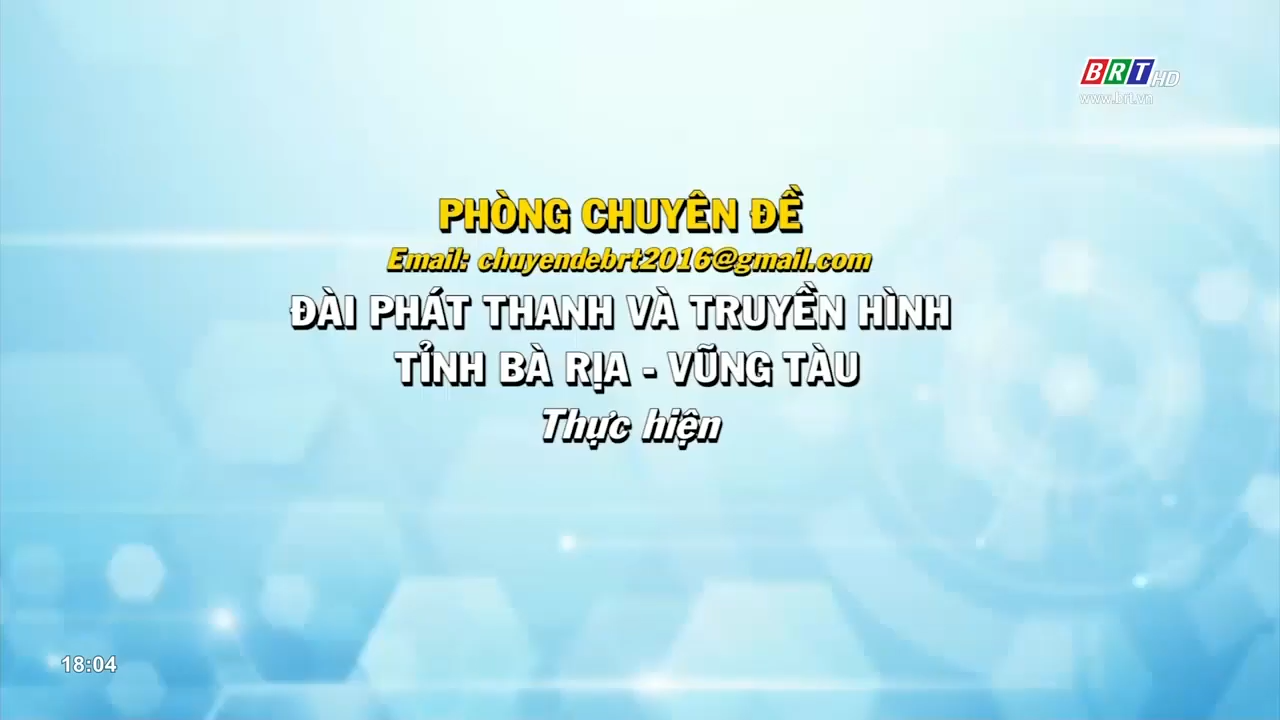 BRT HD
www.brt.vn
PHÒNG CHUYÊN ĐỀ
Email: chuyendebrt2016@gmail.com
ĐÀI PHÁT THANH VÀ TRUYỀN HÌNH
TỈNH BÀ RỊA - VŨNG TÀU
Thực hiện
18:04